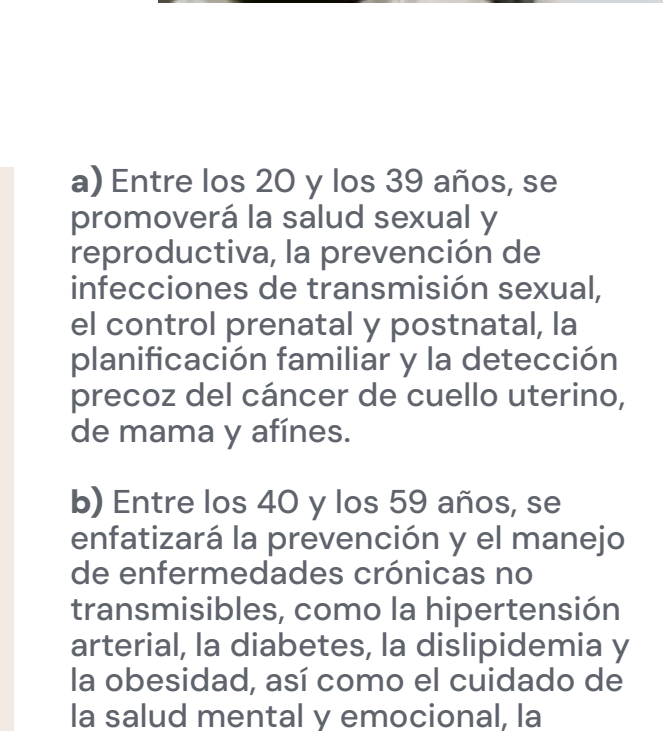 a) Entre los 20 y los 39 años, se
promoverá la salud sexual y
reproductiva, la prevención de
infecciones de transmisión sexual,
el control prenatal y postnatal, la
planificación familiar y la detección
precoz del cáncer de cuello uterino,
de mama y afínes.
b) Entre los 40 y los 59 años, se
enfatizará la prevención y el manejo
de enfermedades crónicas no
transmisibles, como la hipertensión
arterial, la diabetes, la dislipidemia y
la obesidad, así como el cuidado de
la salud mental y emocional, la